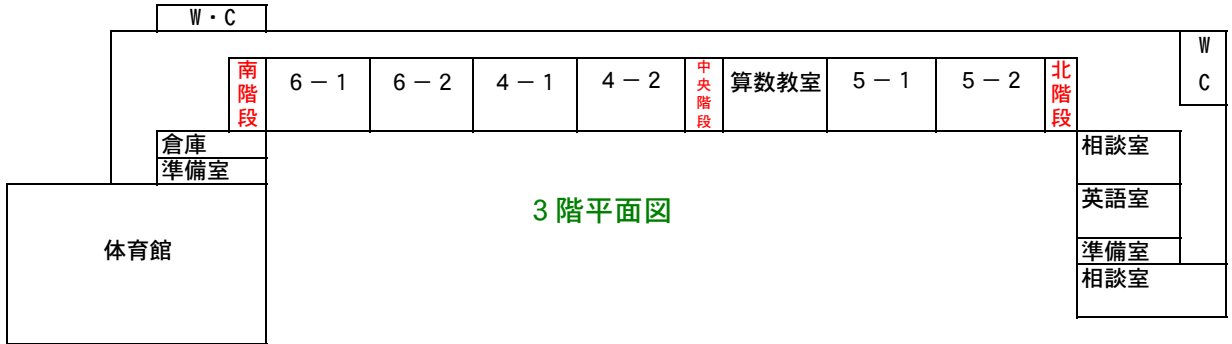 W・C
W
C
南階段
6－1
6－2
4－1
4－2
中央階段
算数教室
5－1
5－2
北階段
倉庫
準備室
相談室
英語室
準備室
相談室
体育館
3階平面図